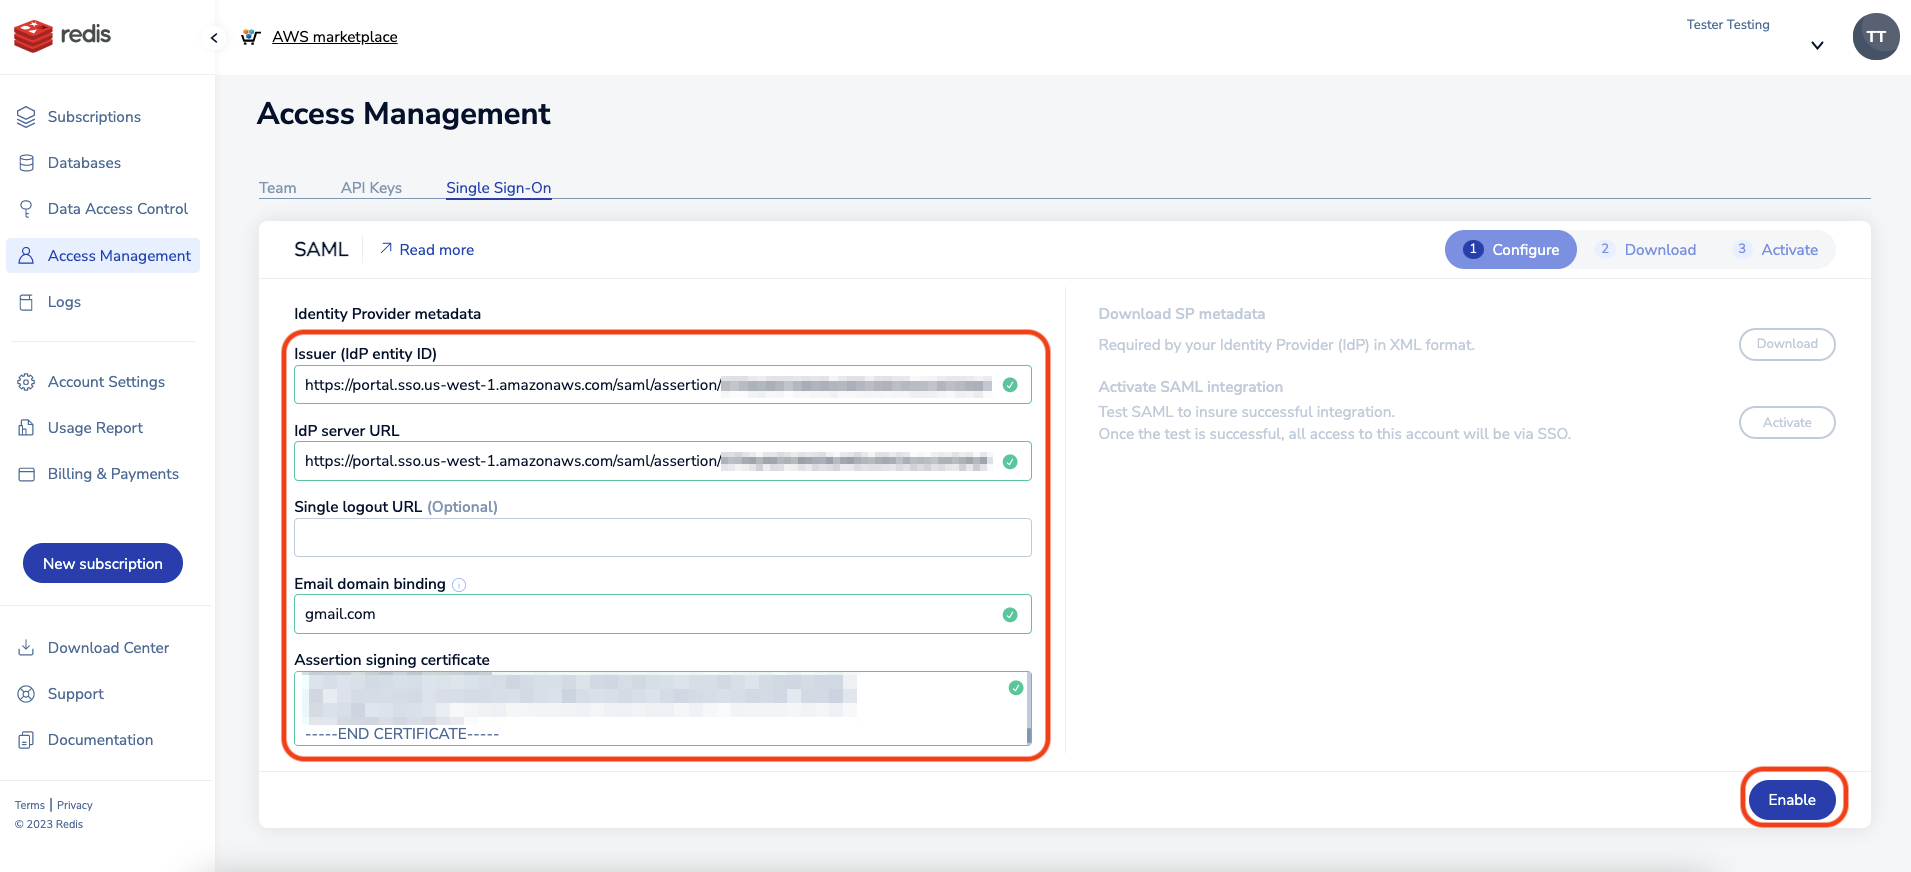 redis
AWS marketplace
Tester Testing
TT
Subscriptions
Databases
Data Access Control
Access Management
Logs
Account Settings
Usage Report
Billing & Payments
New subscription
Download Center
Support
Documentation
Terms | Privacy
© 2023 Redis
Access Management
Team API Keys Single Sign-On
SAML Read more
1 Configure 2 Download 3 Activate
Identity Provider metadata
Issuer (IdP entity ID)
https://portal.sso.us-west-1.amazonaws.com/saml/assertion/
IdP server URL
https://portal.sso.us-west-1.amazonaws.com/saml/assertion/
Single logout URL (Optional)
Email domain binding
gmail.com
Assertion signing certificate
-----END CERTIFICATE-----
Download SP metadata
Required by your Identity Provider (IdP) in XML format.
Download
Activate SAML integration
Test SAML to insure successful integration.
Once the test is successful, all access to this account will be via SSO.
Activate
Enable